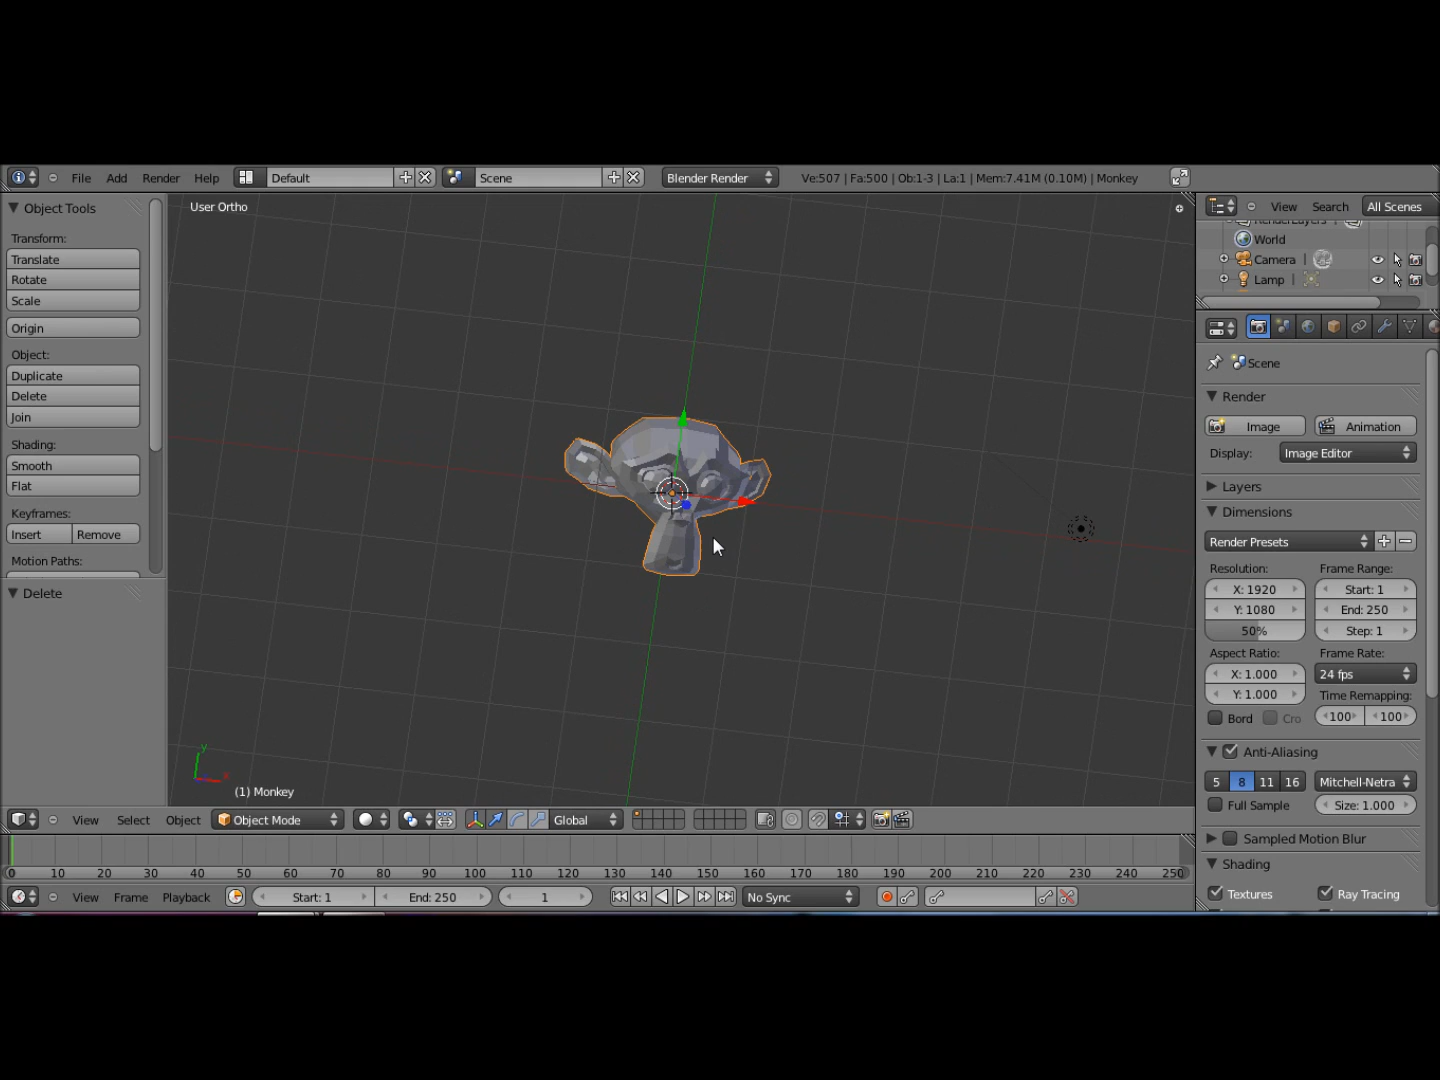 File Add Render Help Default Scene Blender Render Ve:507 | Fa:500 | Ob:1-3 | La:1 | Mem:7.41M (0.10M) | Monkey
Object Tools
Transform:
Translate
Rotate
Scale
Origin
Object:
Duplicate
Delete
Join
Shading:
Smooth
Flat
Keyframes:
Insert Remove
Motion Paths:
Delete
User Ortho
y
x
(1) Monkey
View Select Object Object Mode Global
0 10 20 30 40 50 60 70 80 90 100 110 120 130 140 150 160 170 180 190 200 210 220 230 240 250
View Frame Playback Start: 1 End: 250 1 No Sync
View Search All Scenes
RenderLayers
World
Camera
Lamp
Scene
Render
Image Animation
Display: Image Editor
Layers
Dimensions
Render Presets
Resolution: Frame Range:
X: 1920 Start: 1
Y: 1080 End: 250
50% Step: 1
Aspect Ratio: Frame Rate:
X: 1.000 24 fps
Y: 1.000 Time Remapping:
Bord Cro 100 100
Anti-Aliasing
5 8 11 16 Mitchell-Netra
Full Sample Size: 1.000
Sampled Motion Blur
Shading
Textures Ray Tracing